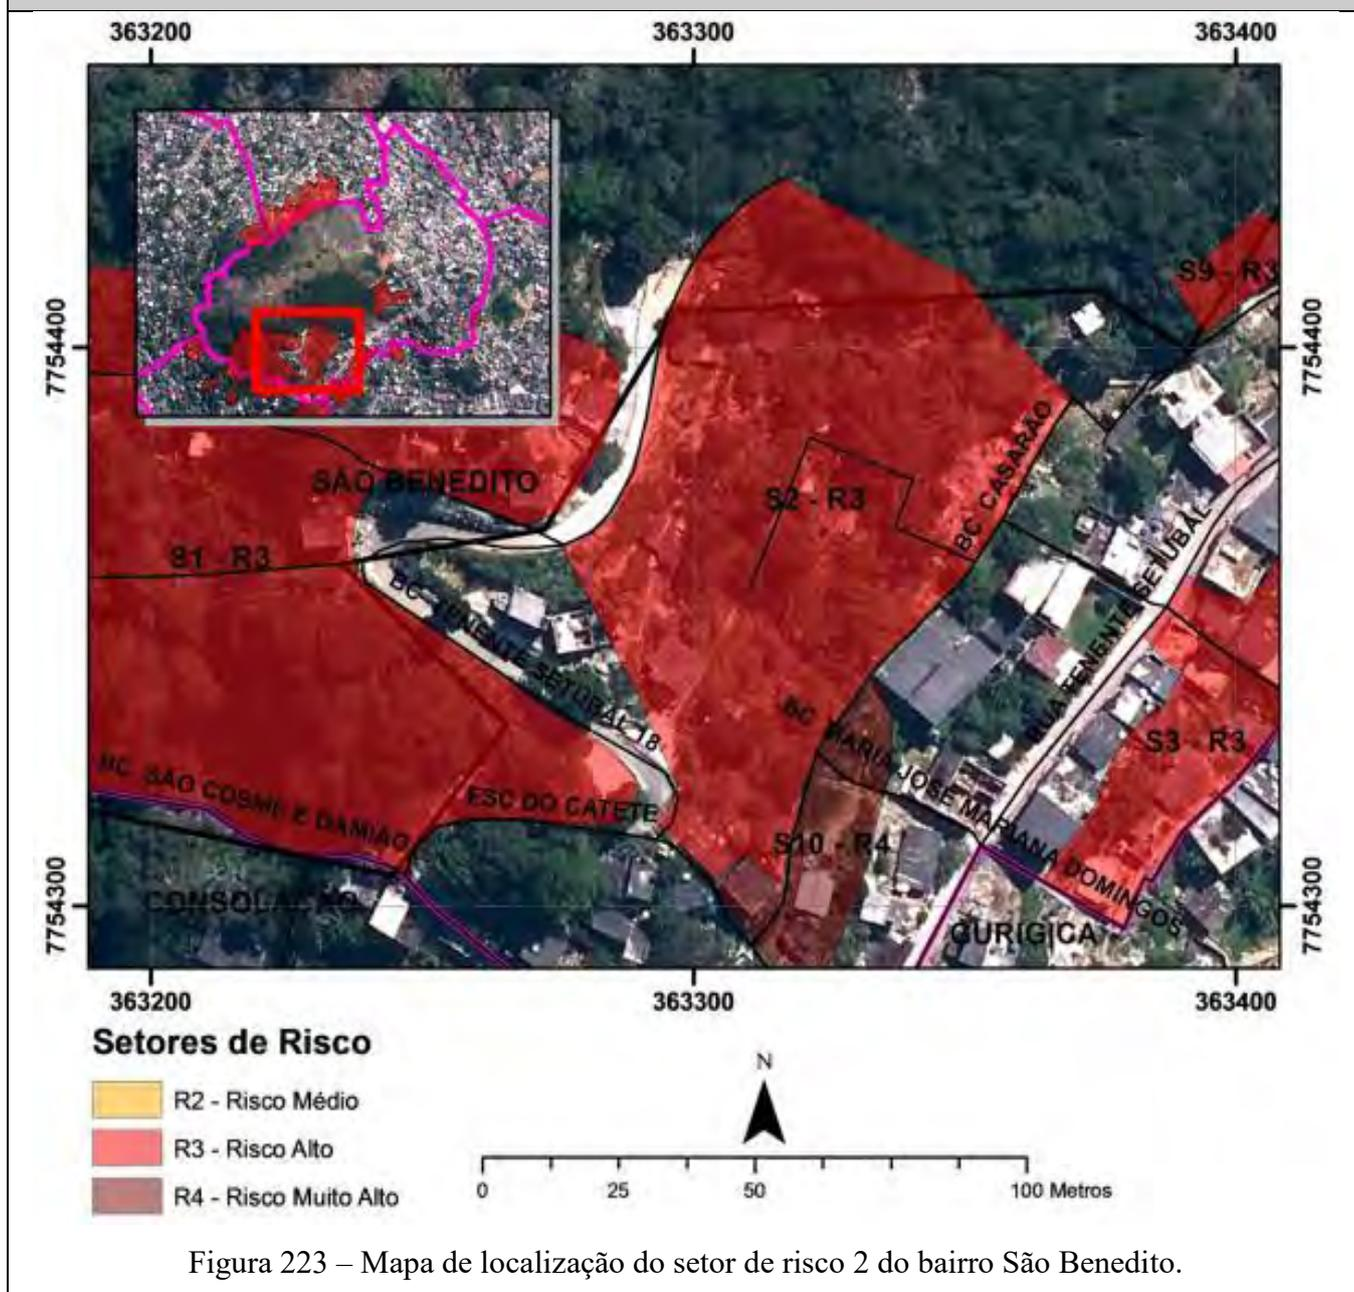 363200 363300 363400
7754400 7754400
S9 - R3
BC CASARÃO
SÃO BENEDITO
S2 - R3
S1 - R3
BC TENENTE SETUBAL 18
RUA TENENTE SETUBAL
BC MARIA JOSE MARIANA DOMINGOS
S3 - R3
BC SÃO COSME E DAMIÃO
ESC DO CATETE
S10 - R4
CONSOLAÇÃO
GURIGICA
7754300 7754300
363200 363300 363400
Setores de Risco
R2 - Risco Médio
R3 - Risco Alto
R4 - Risco Muito Alto
N
0 25 50 100 Metros
Figura 223 – Mapa de localização do setor de risco 2 do bairro São Benedito.